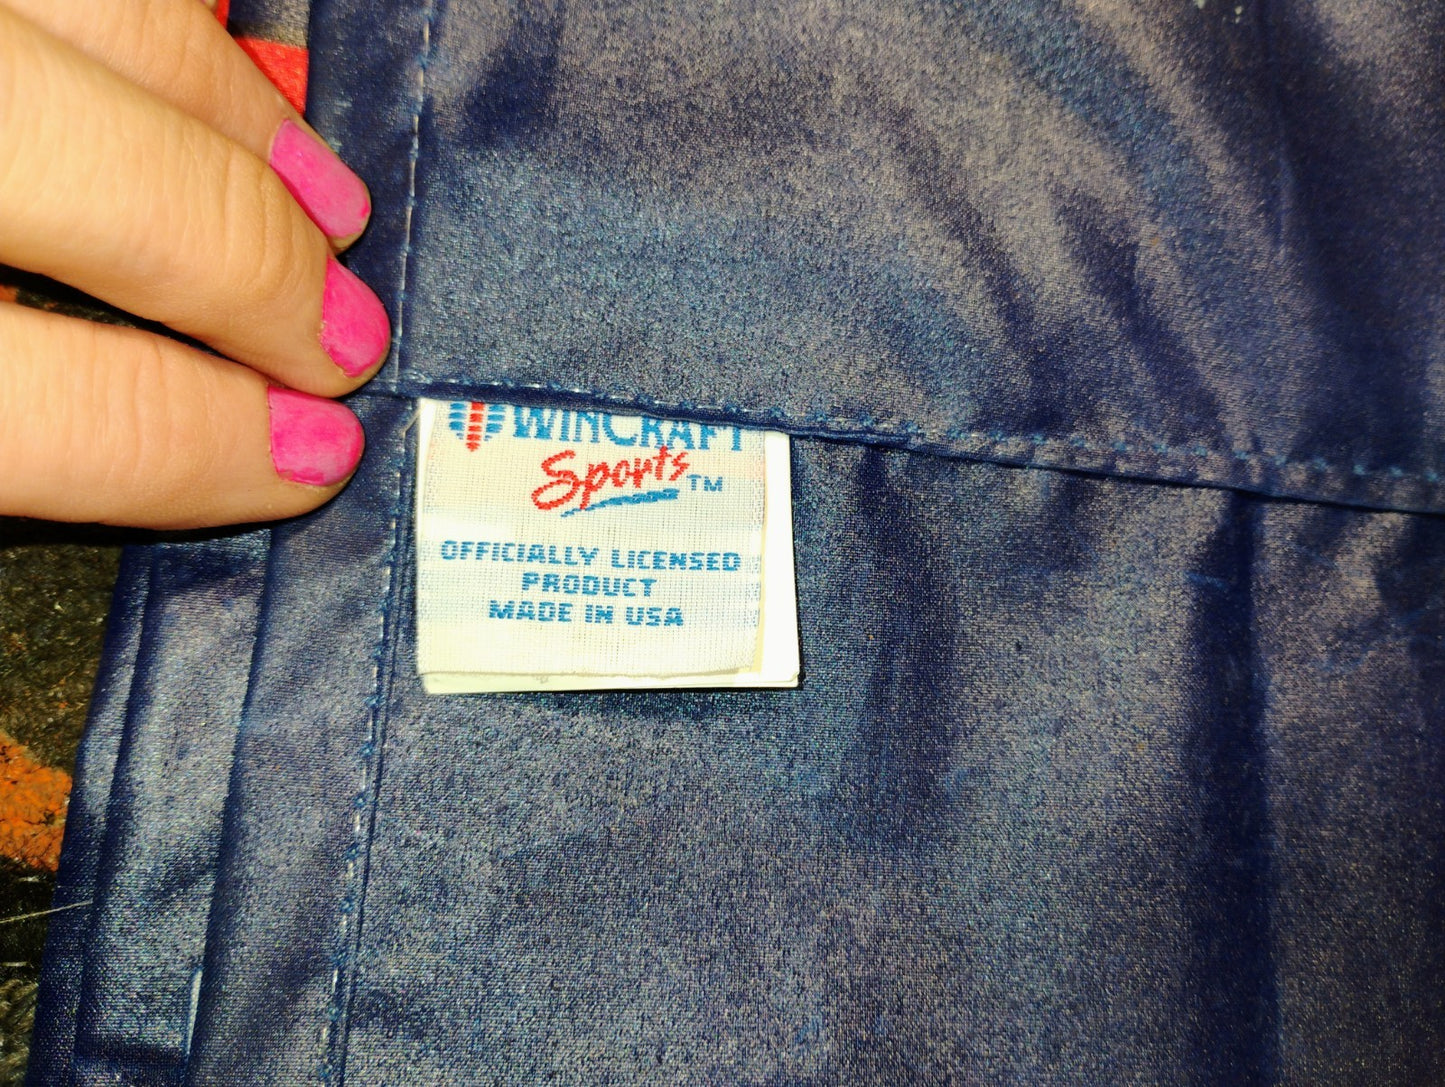 WINCRAFT
Sports™
OFFICIALLY LICENSED
PRODUCT
MADE IN USA